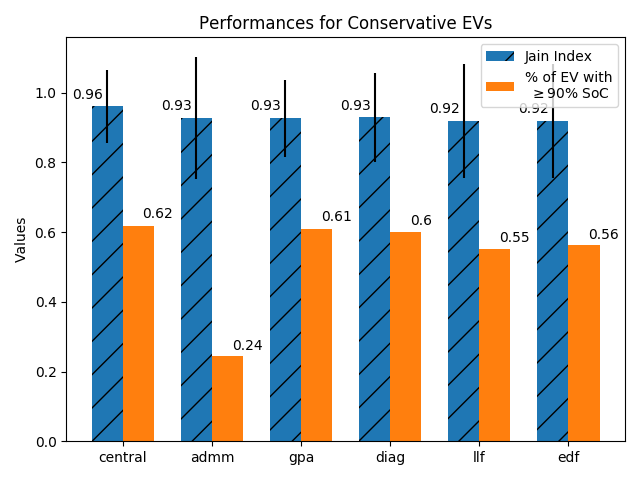 Performances for Conservative EVs
Jain Index
% of EV with
≥90% SoC
Values
1.0
0.8
0.6
0.4
0.2
0.0
0.96
0.93
0.93
0.93
0.92
0.92
0.62
0.24
0.61
0.6
0.55
0.56
central
admm
gpa
diag
llf
edf